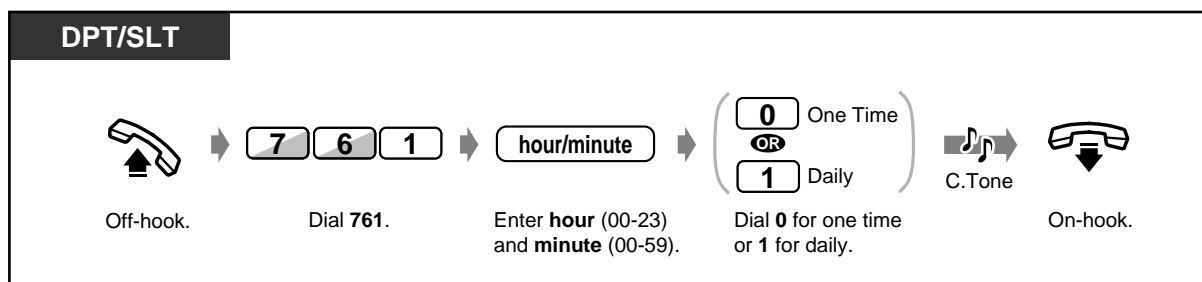 DPT/SLT
7 6 1
hour/minute
0 One Time
OR
1 Daily
C.Tone
Off-hook.
Dial 761.
Enter hour (00-23)
and minute (00-59).
Dial 0 for one time
or 1 for daily.
On-hook.